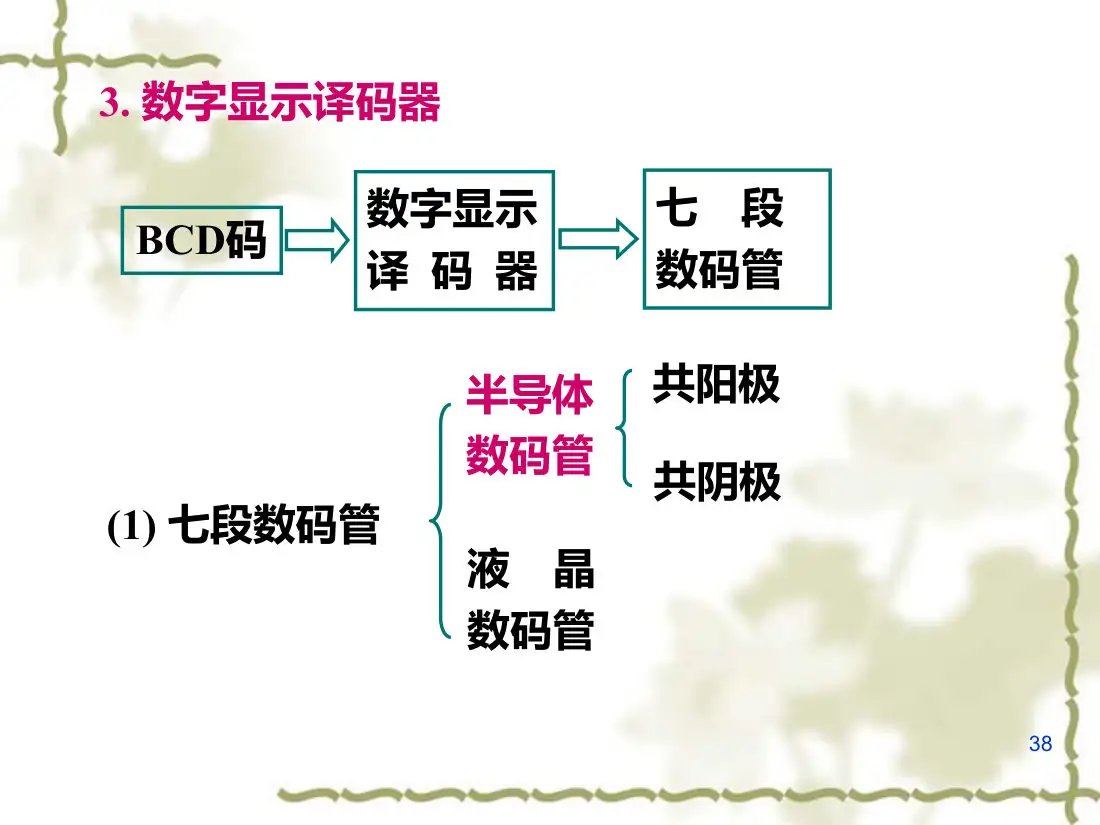 3. 数字显示译码器
BCD码
数字显示
译 码 器
七 段
数码管
(1) 七段数码管
半导体
数码管
共阳极
共阴极
液 晶
数码管
38